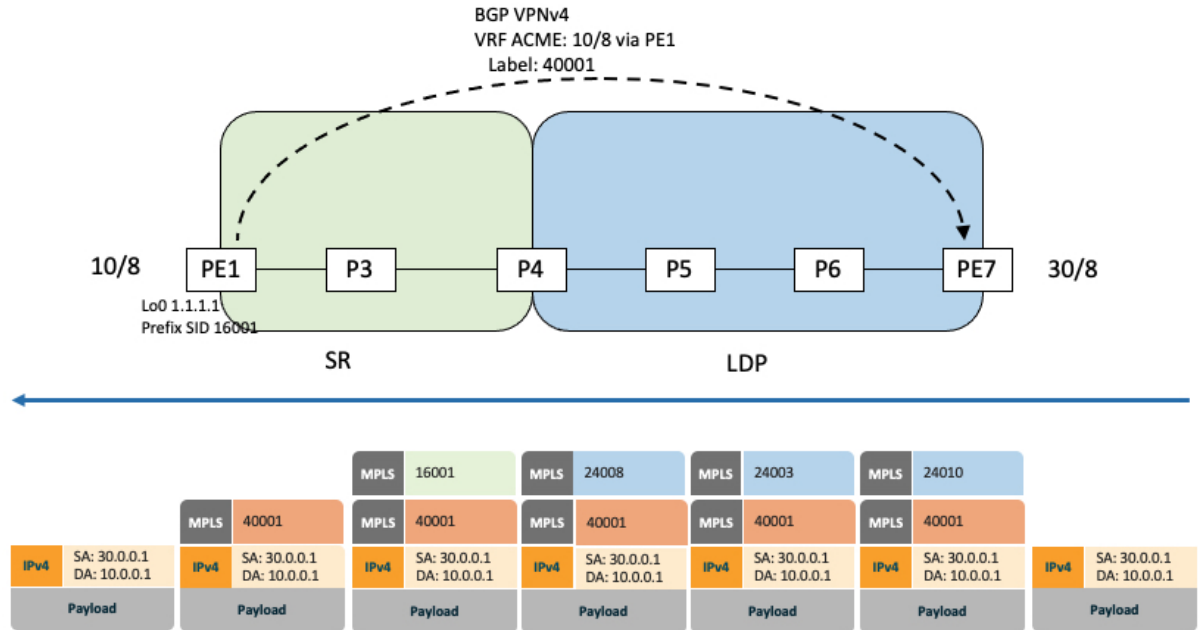 BGP VPNv4
VRF ACME: 10/8 via PE1
Label: 40001
10/8
PE1
P3
P4
P5
P6
PE7
30/8
Lo0 1.1.1.1
Prefix SID 16001
SR
LDP
MPLS 16001
MPLS 24008
MPLS 24003
MPLS 24010
MPLS 40001
MPLS 40001
MPLS 40001
MPLS 40001
MPLS 40001
IPv4 SA: 30.0.0.1
DA: 10.0.0.1
IPv4 SA: 30.0.0.1
DA: 10.0.0.1
IPv4 SA: 30.0.0.1
DA: 10.0.0.1
IPv4 SA: 30.0.0.1
DA: 10.0.0.1
IPv4 SA: 30.0.0.1
DA: 10.0.0.1
IPv4 SA: 30.0.0.1
DA: 10.0.0.1
IPv4 SA: 30.0.0.1
DA: 10.0.0.1
Payload
Payload
Payload
Payload
Payload
Payload
Payload